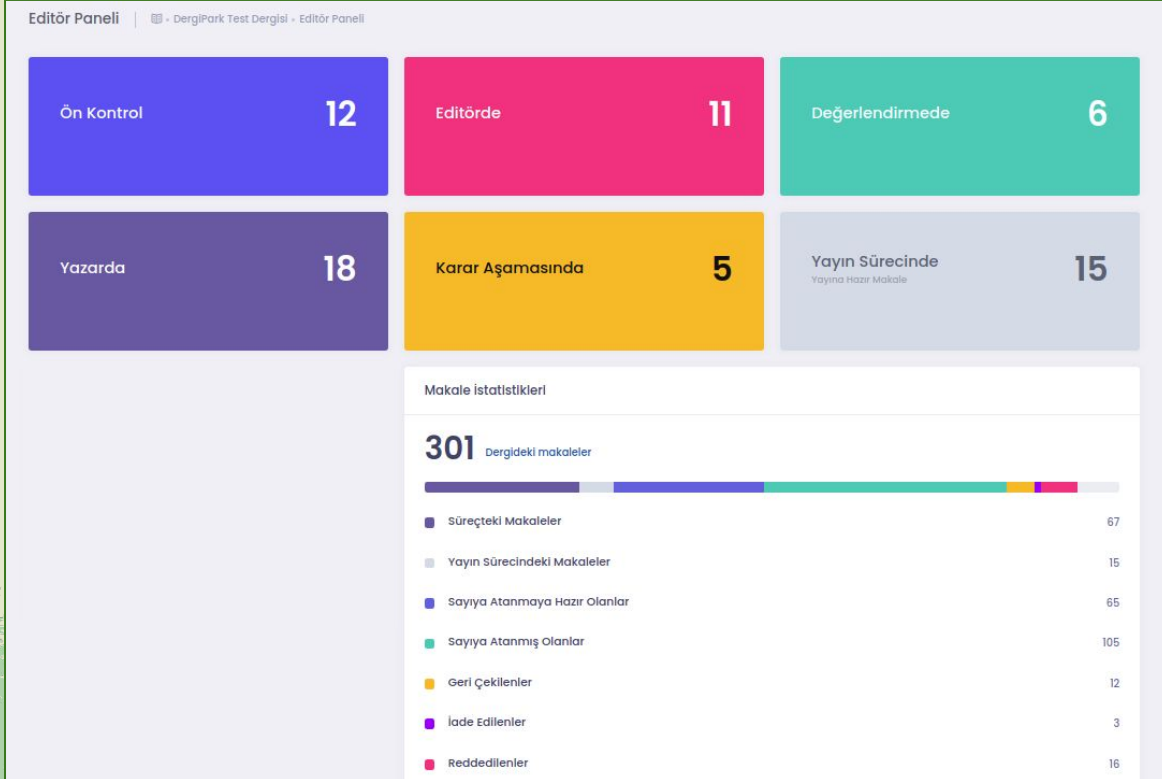 Editör Paneli
DergiPark Test Dergisi - Editör Paneli
Ön Kontrol 12
Editörde 11
Değerlendirmede 6
Yazarda 18
Karar Aşamasında 5
Yayın Sürecinde 15
Yayına Hazır Makale
Makale İstatistikleri
301 Dergideki makaleler
Süreçteki Makaleler 67
Yayın Sürecindeki Makaleler 15
Sayıya Atanmaya Hazır Olanlar 65
Sayıya Atanmış Olanlar 105
Geri Çekilenler 12
İade Edilenler 3
Reddedilenler 16